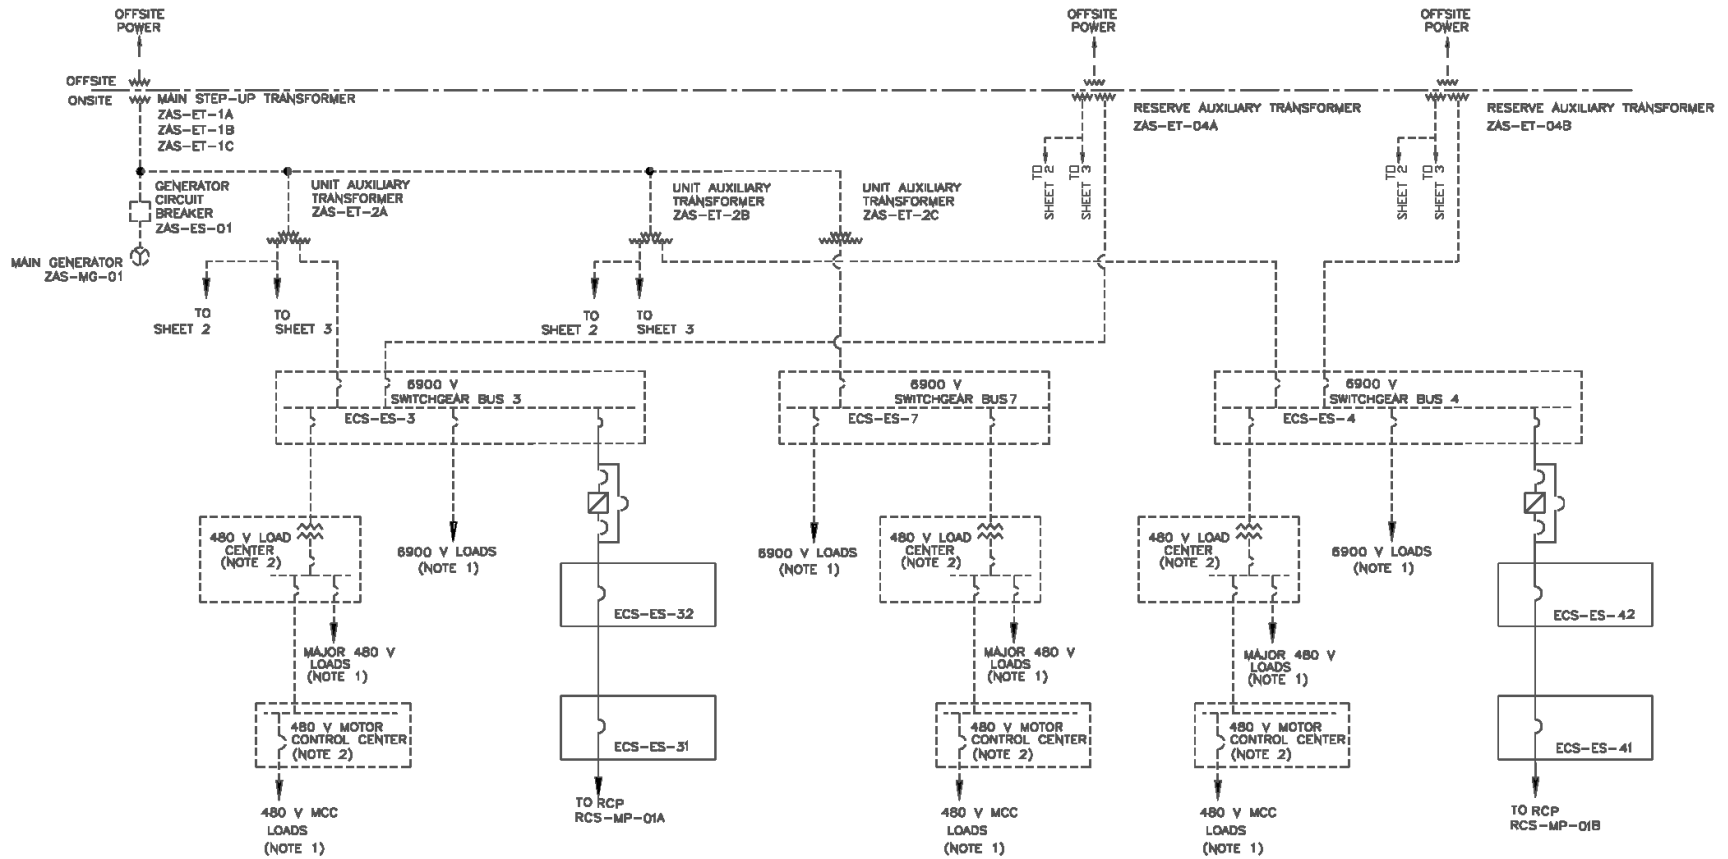 OFFSITE
POWER
OFFSITE
POWER
OFFSITE
POWER
OFFSITE
ONSITE
MAIN STEP-UP TRANSFORMER
ZAS-ET-1A
ZAS-ET-1B
ZAS-ET-1C
RESERVE AUXILIARY TRANSFORMER
ZAS-ET-04A
RESERVE AUXILIARY TRANSFORMER
ZAS-ET-04B
TO
SHEET 2
TO
SHEET 3
TO
SHEET 2
TO
SHEET 3
GENERATOR
CIRCUIT
BREAKER
ZAS-ES-01
UNIT AUXILIARY
TRANSFORMER
ZAS-ET-2A
UNIT AUXILIARY
TRANSFORMER
ZAS-ET-2B
UNIT AUXILIARY
TRANSFORMER
ZAS-ET-2C
MAIN GENERATOR
ZAS-MG-01
TO
SHEET 2
TO
SHEET 3
TO
SHEET 2
TO
SHEET 3
6900 V
SWITCHGEAR BUS 3
ECS-ES-3
6900 V
SWITCHGEAR BUS 7
ECS-ES-7
6900 V
SWITCHGEAR BUS 4
ECS-ES-4
480 V LOAD
CENTER
(NOTE 2)
6900 V LOADS
(NOTE 1)
6900 V LOADS
(NOTE 1)
480 V LOAD
CENTER
(NOTE 2)
480 V LOAD
CENTER
(NOTE 2)
6900 V LOADS
(NOTE 1)
ECS-ES-32
ECS-ES-42
MAJOR 480 V
LOADS
(NOTE 1)
MAJOR 480 V
LOADS
(NOTE 1)
MAJOR 480 V
LOADS
(NOTE 1)
480 V MOTOR
CONTROL CENTER
(NOTE 2)
ECS-ES-31
480 V MOTOR
CONTROL CENTER
(NOTE 2)
480 V MOTOR
CONTROL CENTER
(NOTE 2)
ECS-ES-41
480 V MCC
LOADS
(NOTE 1)
TO RCP
RCS-MP-01A
480 V MCC
LOADS
(NOTE 1)
480 V MCC
LOADS
(NOTE 1)
TO RCP
RCS-MP-01B